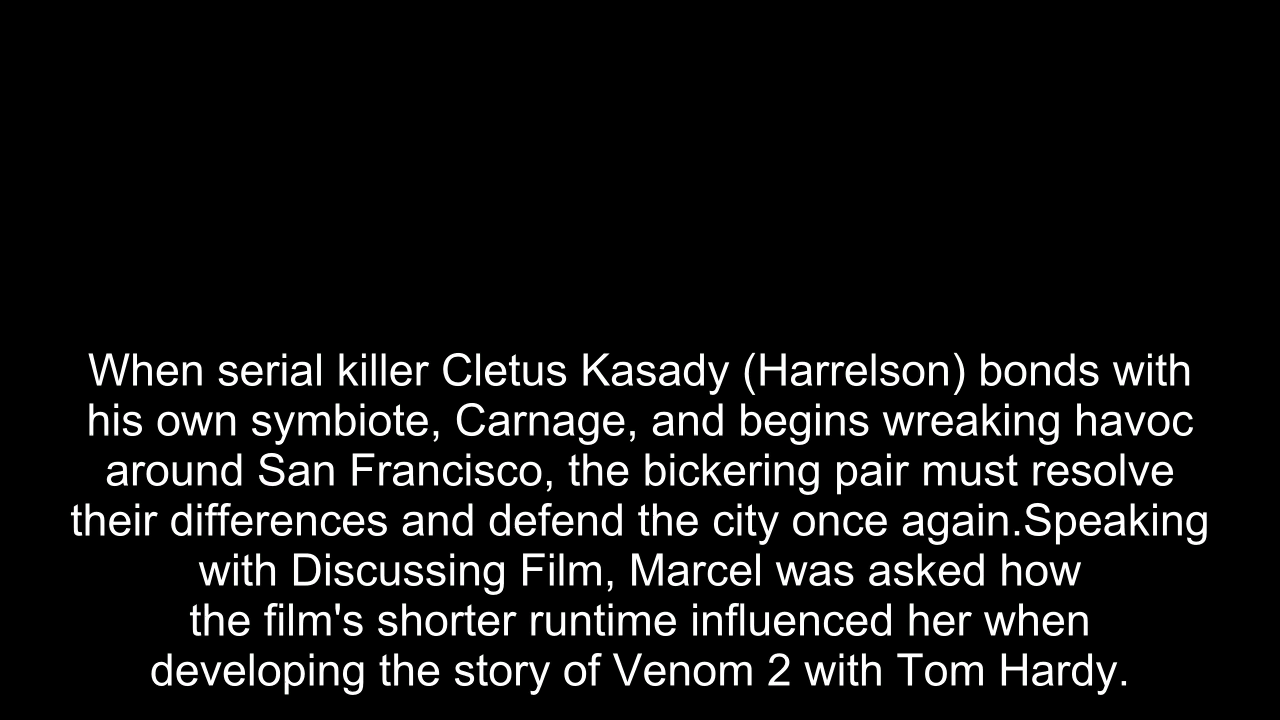 When serial killer Cletus Kasady (Harrelson) bonds with
his own symbiote, Carnage, and begins wreaking havoc
around San Francisco, the bickering pair must resolve
their differences and defend the city once again.Speaking
with Discussing Film, Marcel was asked how
the film's shorter runtime influenced her when
developing the story of Venom 2 with Tom Hardy.